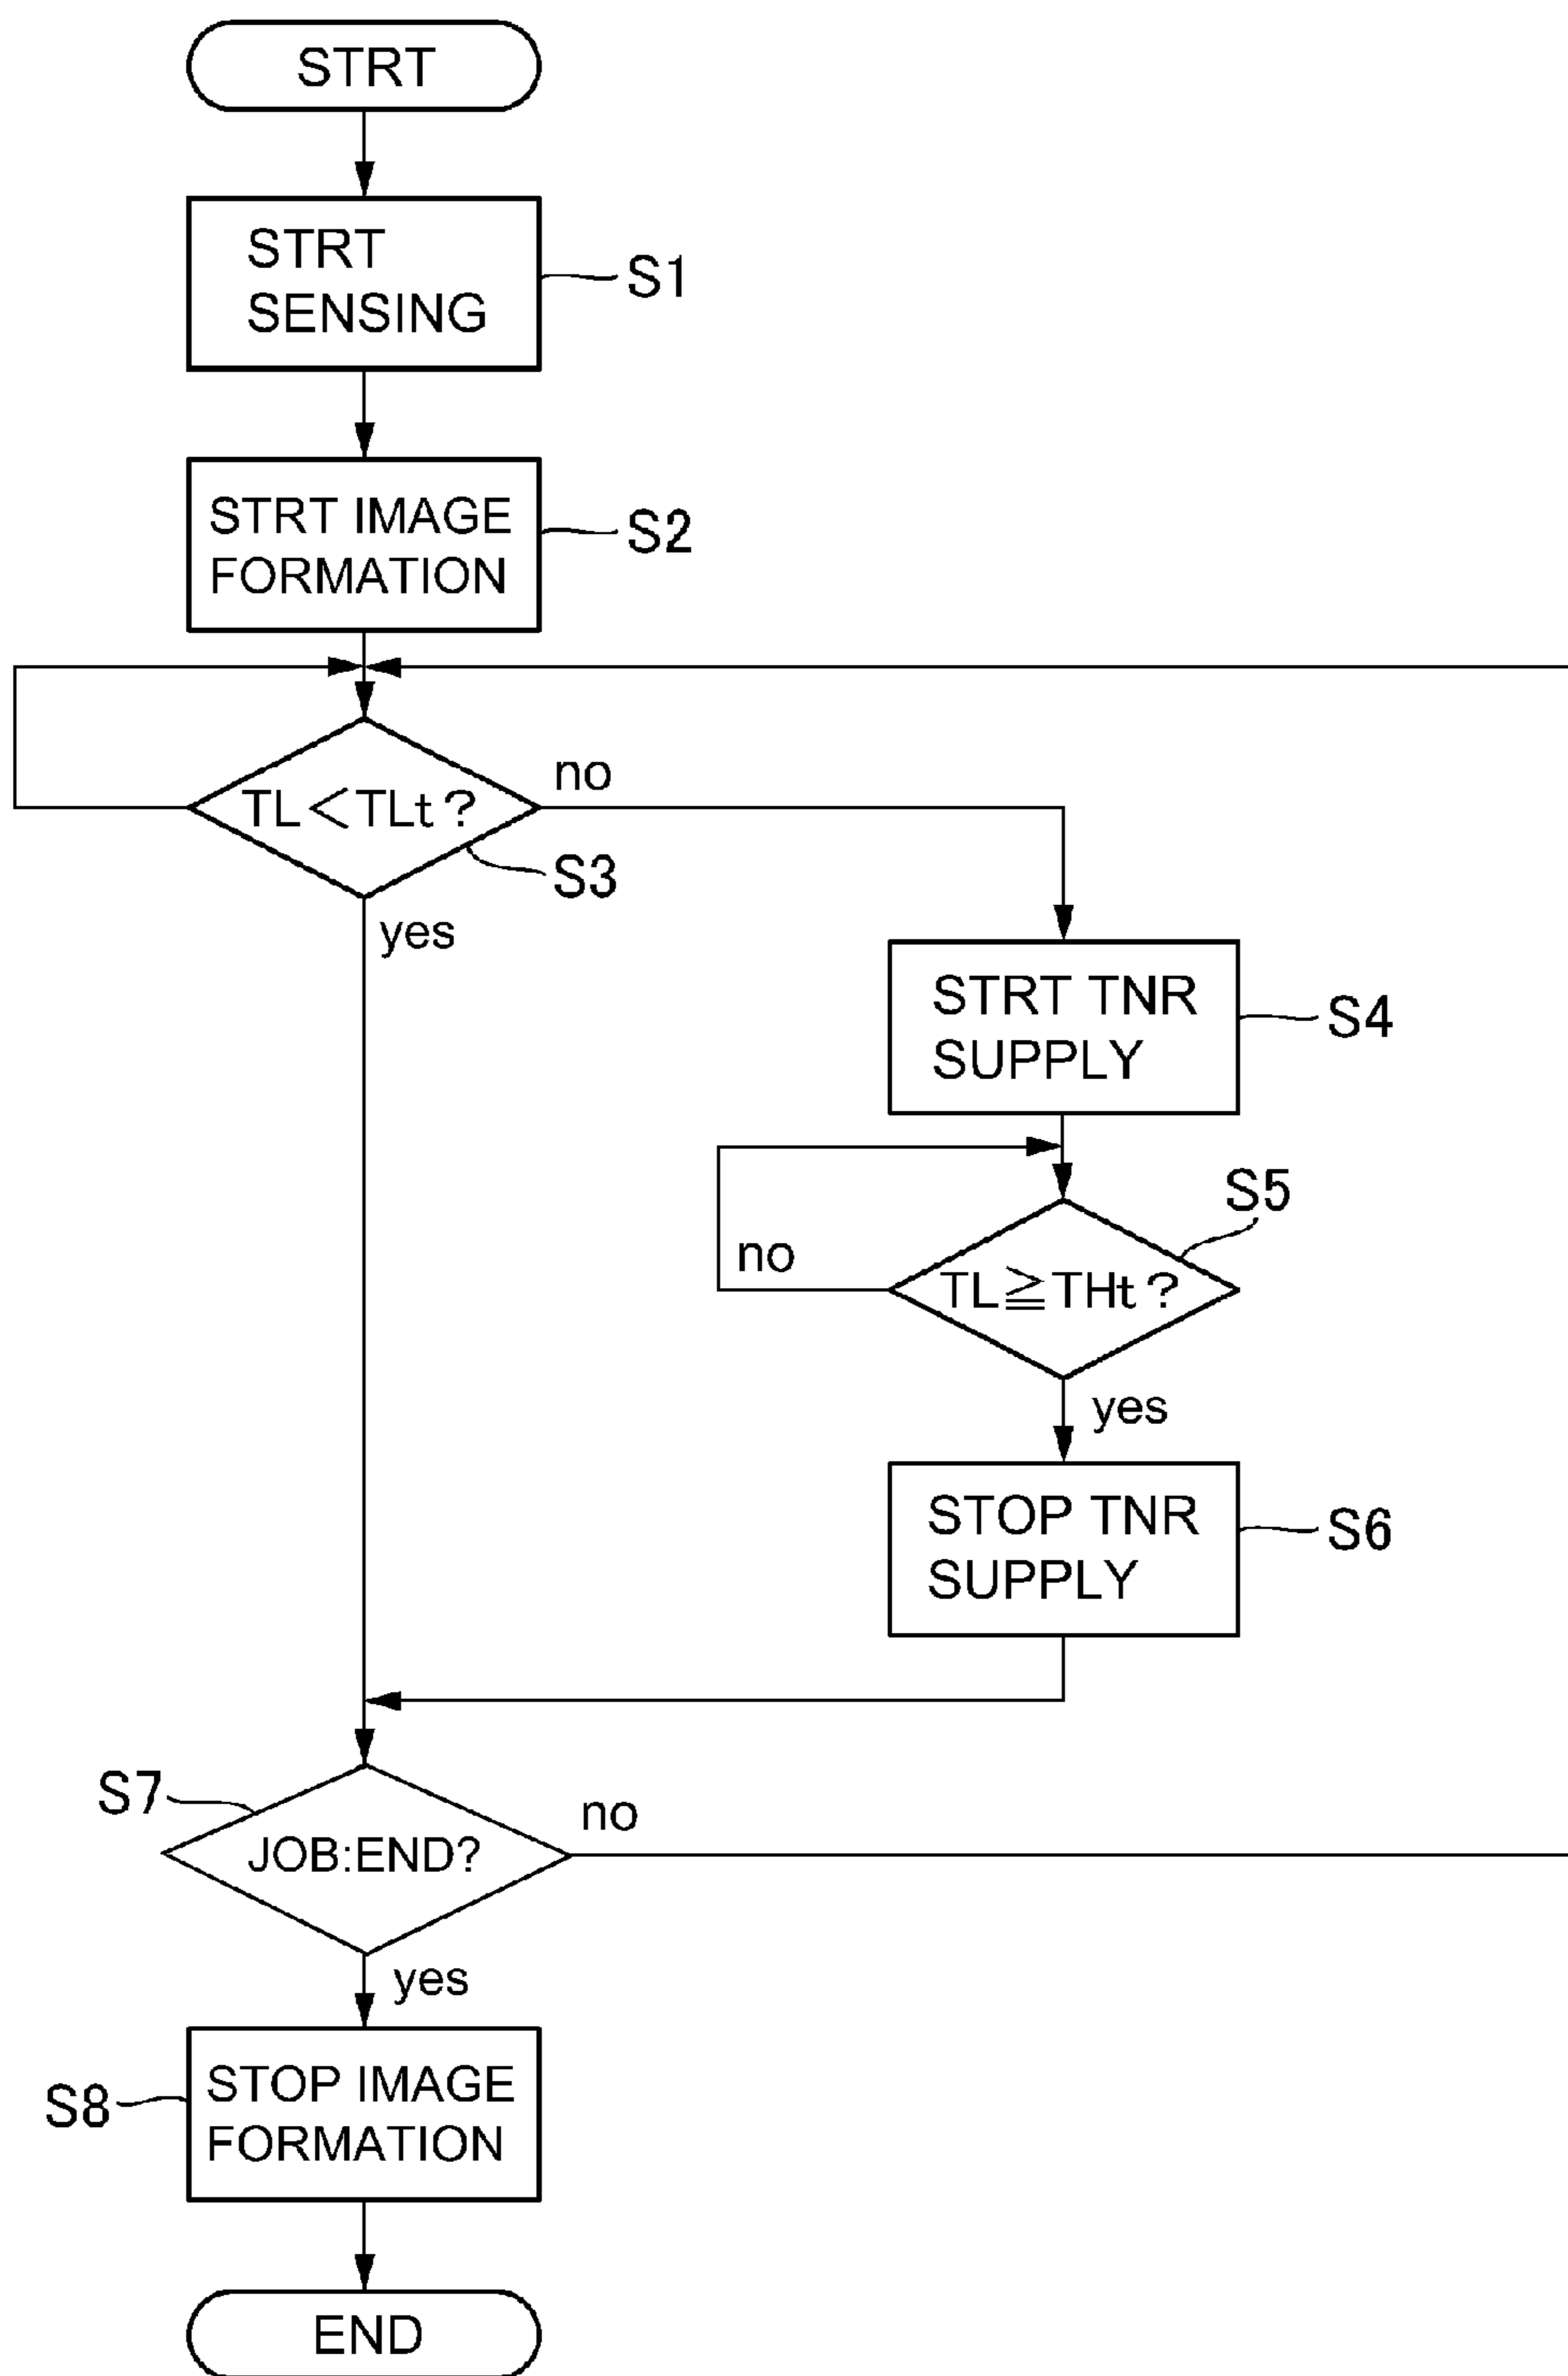 STRT
STRT
SENSING
S1
STRT IMAGE
FORMATION
S2
TL<TLt?
no
S3
yes
STRT TNR
SUPPLY
S4
S5
no
TL≧THt?
yes
STOP TNR
SUPPLY
S6
S7
no
JOB:END?
yes
STOP IMAGE
FORMATION
S8
END